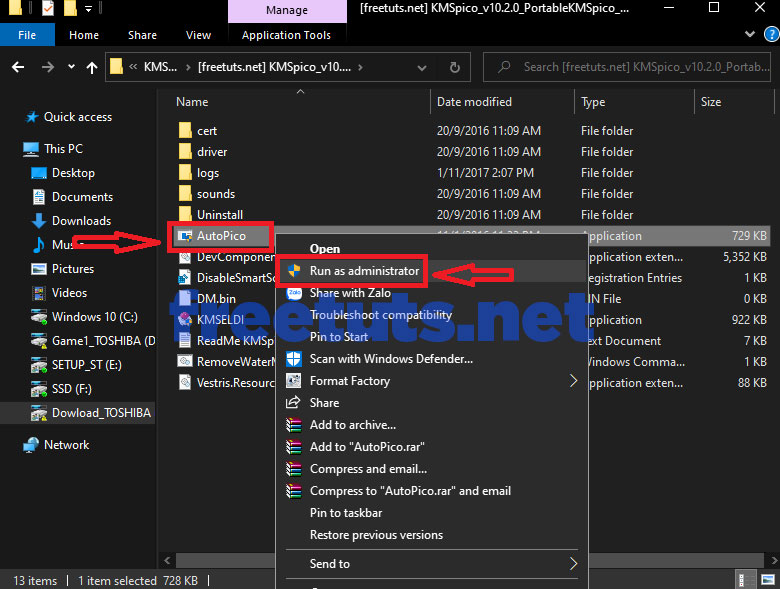 Manage
[freetuts.net] KMSpico_v10.2.0_PortableKMSpico_...
File
Home
Share
View
Application Tools
KMS...
[freetuts.net] KMSpico_v10....
Search [freetuts.net] KMSpico_v10.2.0_Portab...
Name
Date modified
Type
Size
Quick access
This PC
Desktop
Documents
Downloads
Music
Pictures
Videos
Windows 10 (C:)
Game1_TOSHIBA (D
SETUP_ST (E:)
SSD (F:)
Dowload_TOSHIBA
Network
cert 20/9/2016 11:09 AM File folder
driver 20/9/2016 11:09 AM File folder
logs 1/11/2017 2:07 PM File folder
sounds 20/9/2016 11:09 AM File folder
Uninstall 20/9/2016 11:09 AM File folder
AutoPico Application 729 KB
DevComponen Application exten... 5,352 KB
DisableSmartSc Registration Entries 1 KB
DM.bin BIN File 0 KB
KMSELDI Application 922 KB
ReadMe KMSp Text Document 7 KB
RemoveWaterM Windows Comma... 1 KB
Vestris.Resourc Application exten... 88 KB
Open
Run as administrator
Share with Zalo
Troubleshoot compatibility
Pin to Start
Scan with Windows Defender...
Format Factory
Share
Add to archive...
Add to "AutoPico.rar"
Compress and email...
Compress to "AutoPico.rar" and email
Pin to taskbar
Restore previous versions
Send to
freetuts.net
13 items
1 item selected 728 KB